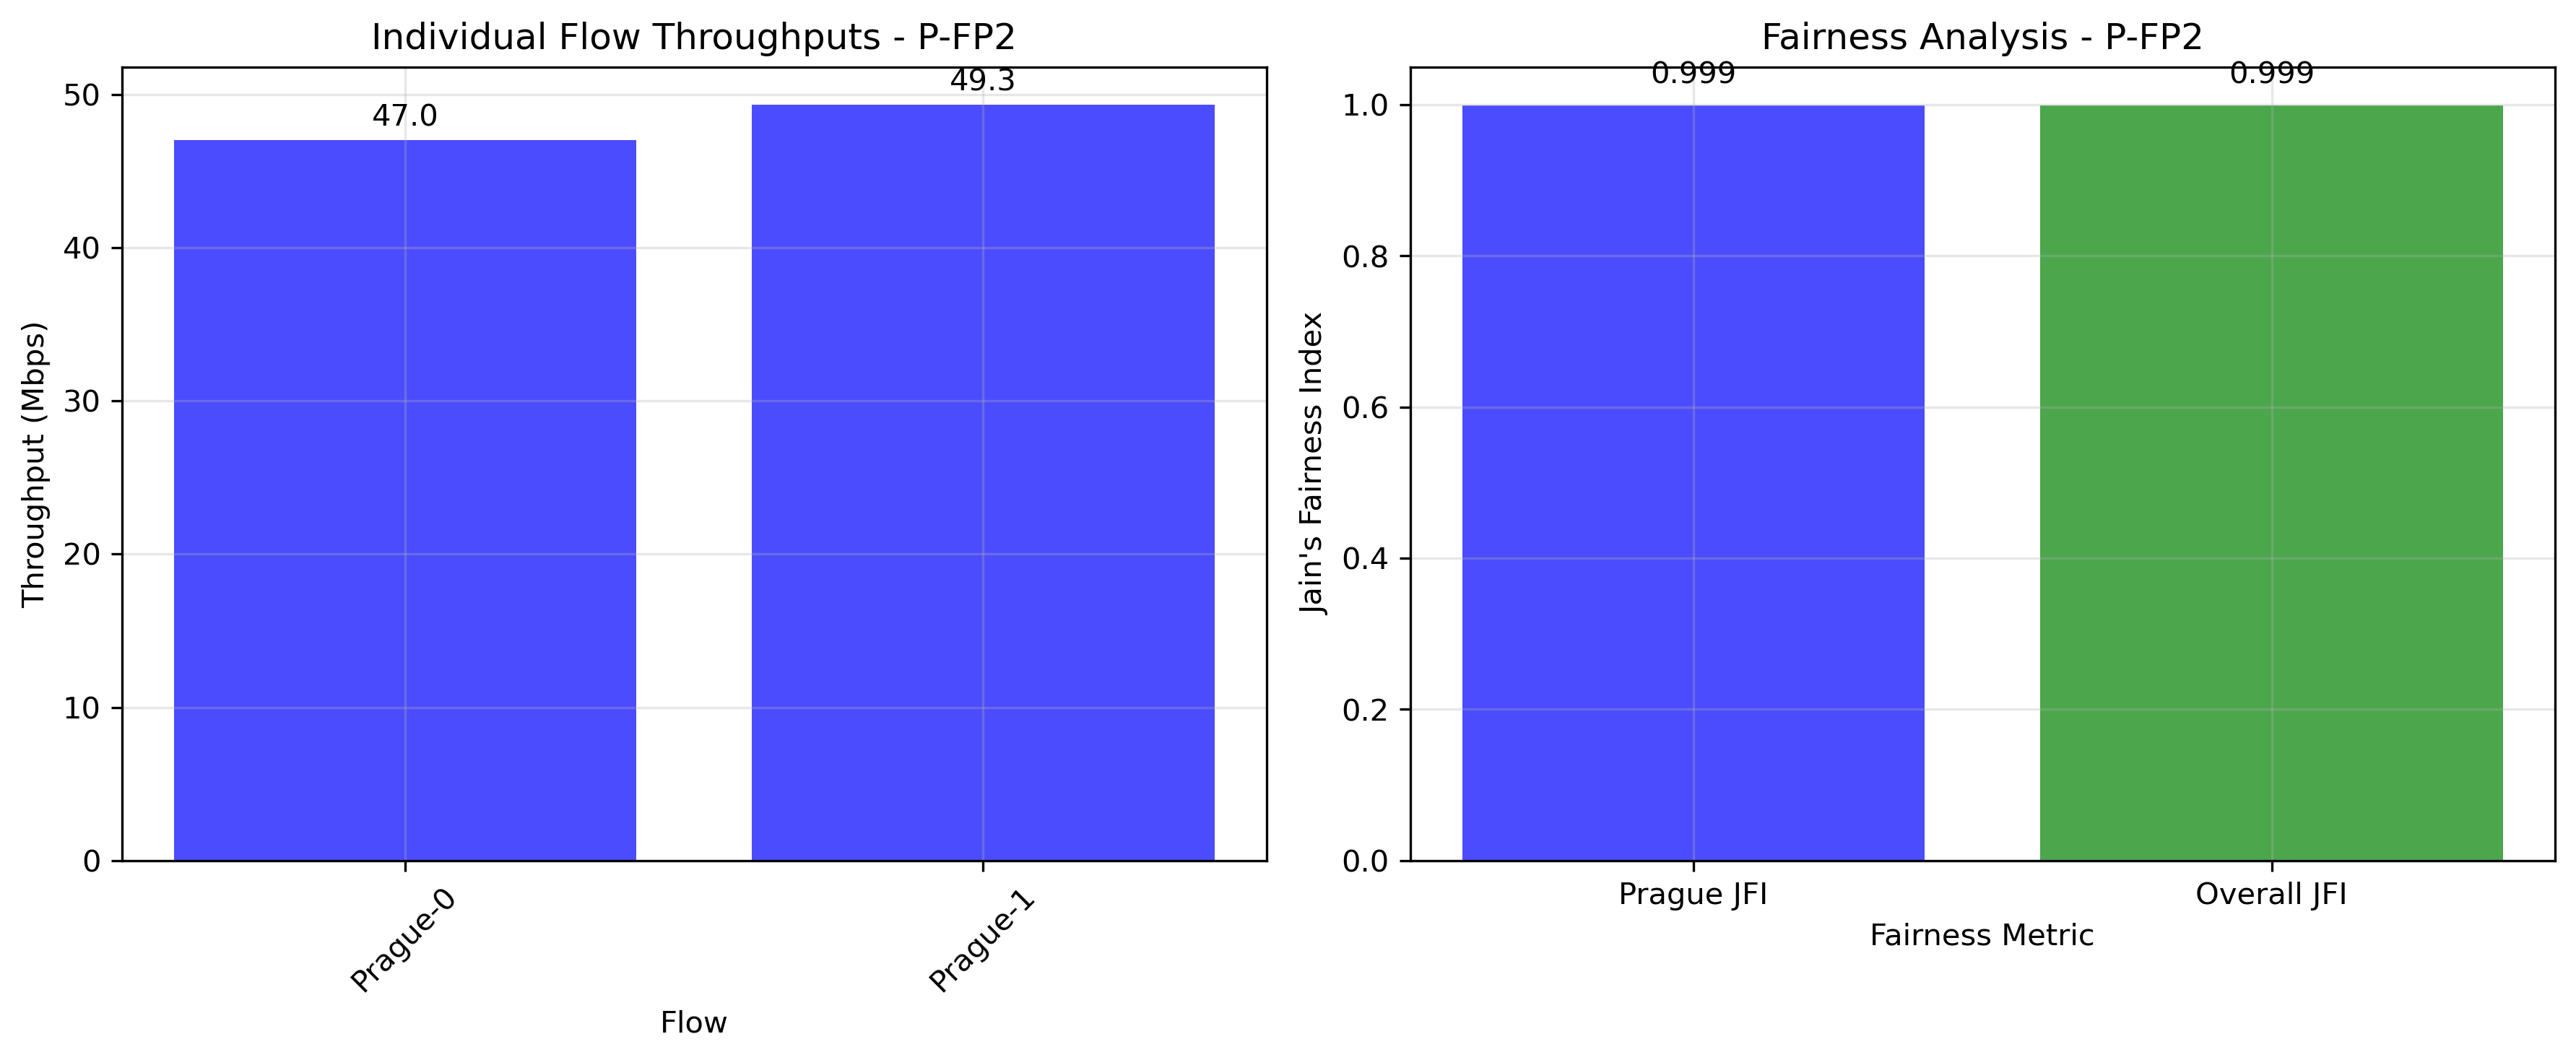 Individual Flow Throughputs - P-FP2
Throughput (Mbps)
50
40
30
20
10
0
47.0
49.3
Prague-0
Prague-1
Flow
Fairness Analysis - P-FP2
Jain's Fairness Index
1.0
0.8
0.6
0.4
0.2
0.0
0.999
0.999
Prague JFI
Overall JFI
Fairness Metric